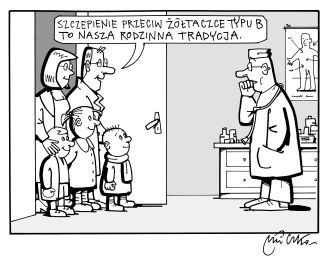 SZCZEPIENIE PRZECIW ŻÓŁTACZCE TYPU B
TO NASZA RODZINNA TRADYCJA.